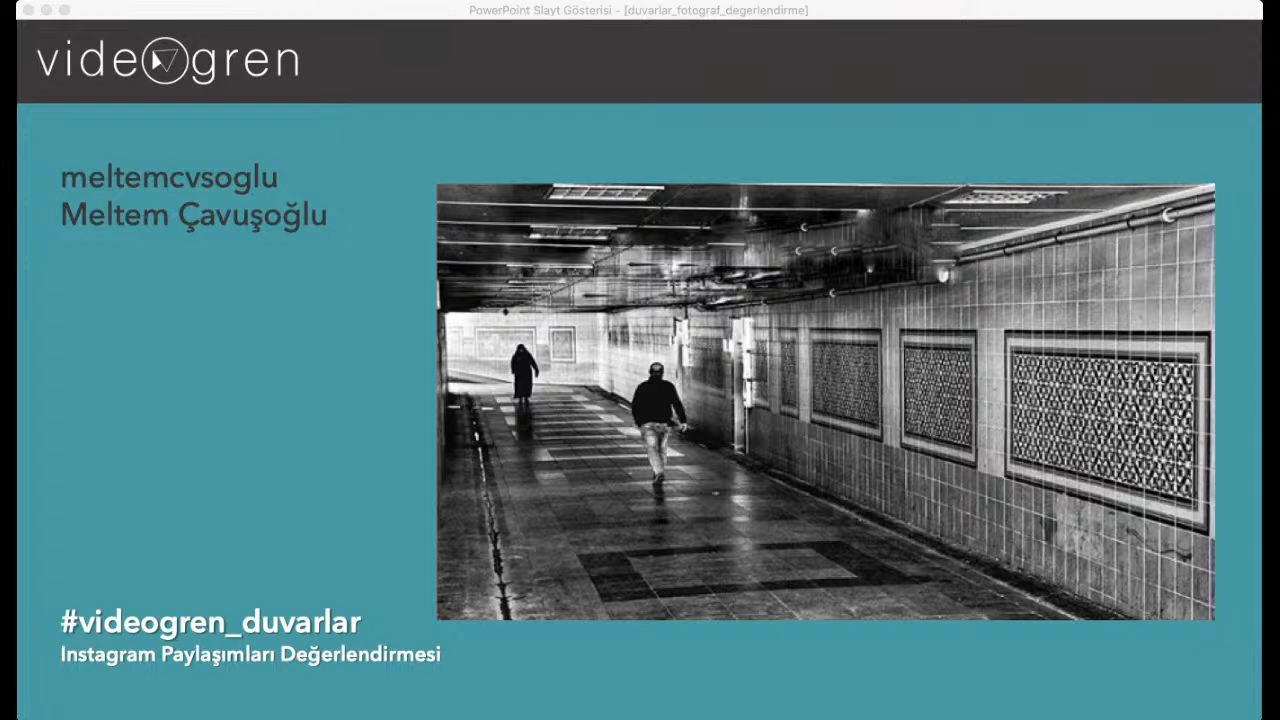 PowerPoint Slayt Gösterisi - [duvarlar_fotograf_degerlendirme]
videogren
meltemcvsoglu
Meltem Çavuşoğlu
#videogren_duvarlar
Instagram Paylaşımları Değerlendirmesi